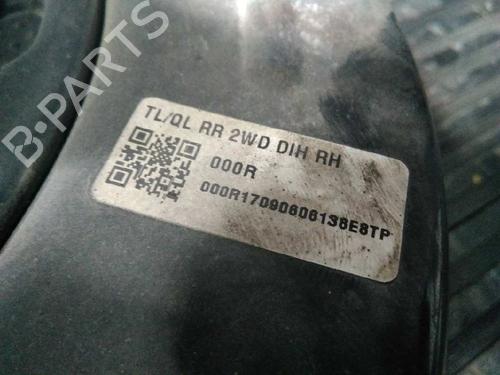 B-PARTS
TL/QL RR 2WD DIH RH
000R
000R17090606138E8TP